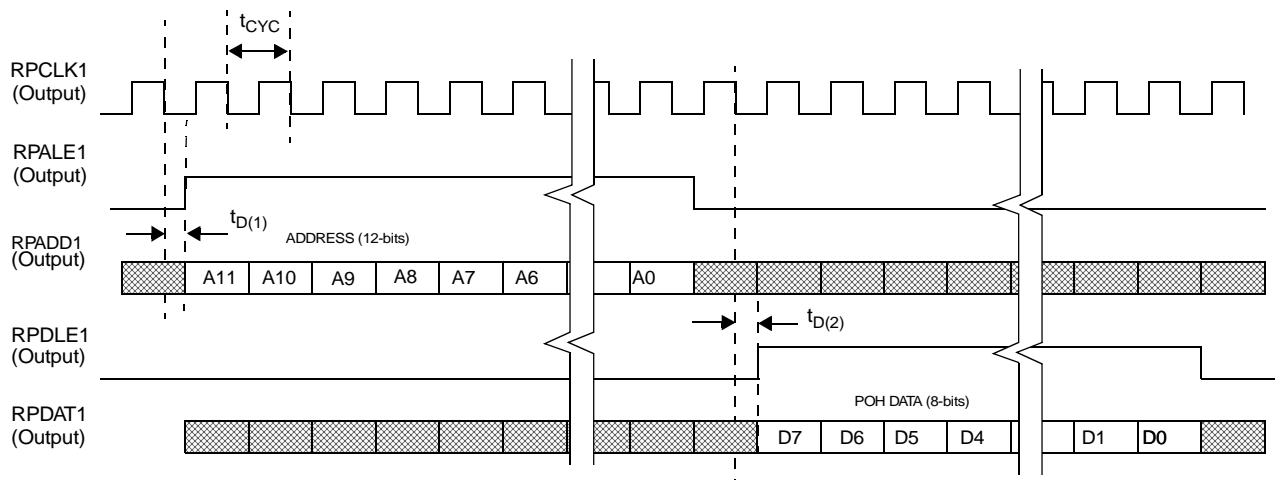 tCYC
RPCLK1
(Output)
RPALE1
(Output)
tD(1)
ADDRESS (12-bits)
RPADD1
(Output)
A11 A10 A9 A8 A7 A6 A0
tD(2)
RPDLE1
(Output)
POH DATA (8-bits)
RPDAT1
(Output)
D7 D6 D5 D4 D1 D0